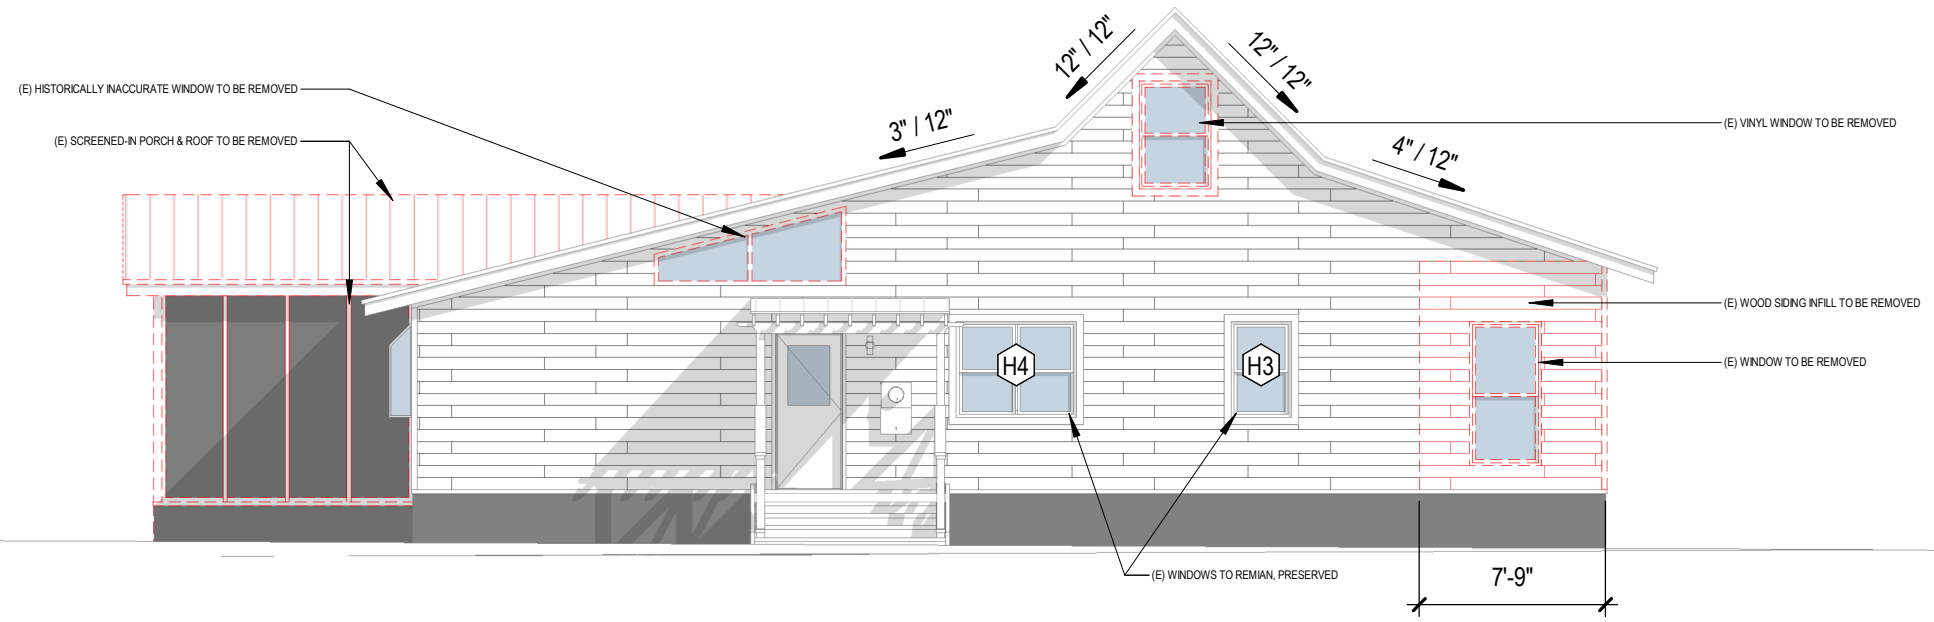 12" / 12"
12" / 12"
3" / 12"
4" / 12"
(E) HISTORICALLY INACCURATE WINDOW TO BE REMOVED
(E) SCREENED-IN PORCH & ROOF TO BE REMOVED
(E) VINYL WINDOW TO BE REMOVED
(E) WOOD SIDING INFILL TO BE REMOVED
(E) WINDOW TO BE REMOVED
H4
H3
(E) WINDOWS TO REMIAN, PRESERVED
7'-9"